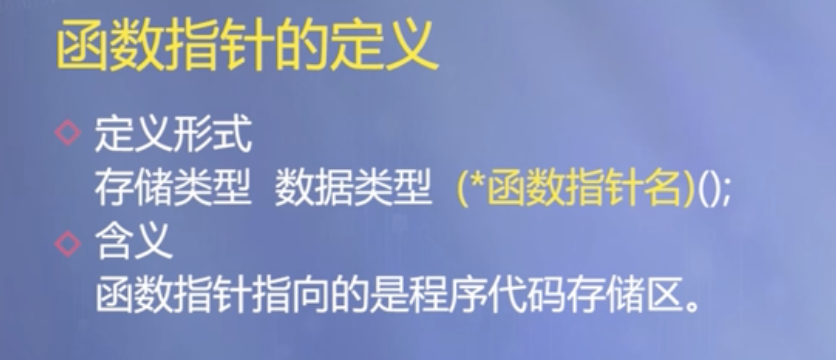 函数指针的定义
定义形式
存储类型 数据类型 (*函数指针名)();
含义
函数指针指向的是程序代码存储区。